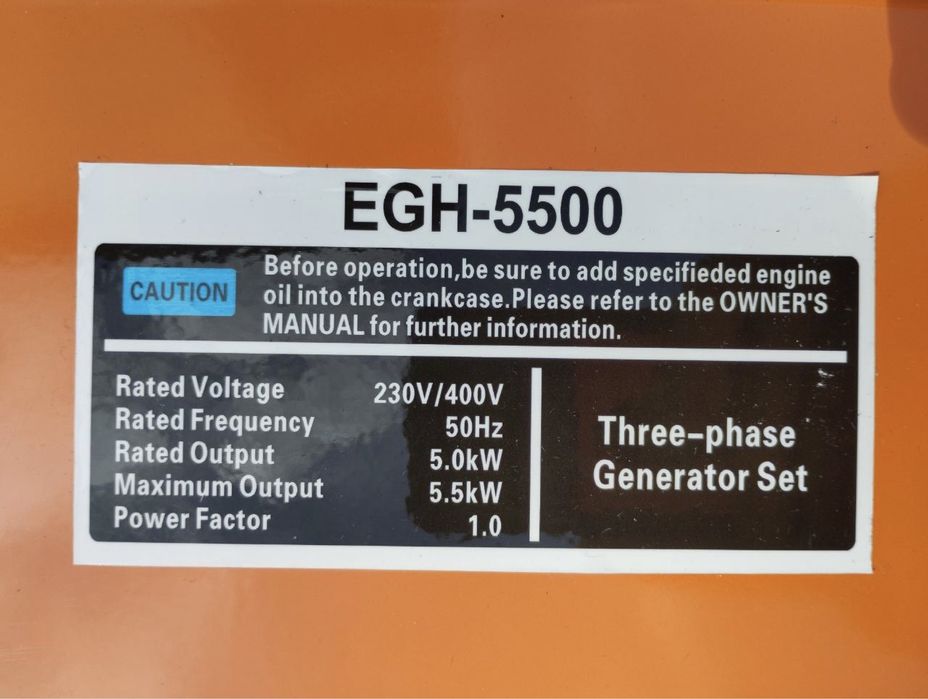 EGH-5500
CAUTION
Before operation,be sure to add specifieded engine
oil into the crankcase.Please refer to the OWNER'S
MANUAL for further information.
Rated Voltage 230V/400V
Rated Frequency 50Hz
Rated Output 5.0kW
Maximum Output 5.5kW
Power Factor 1.0
Three-phase
Generator Set